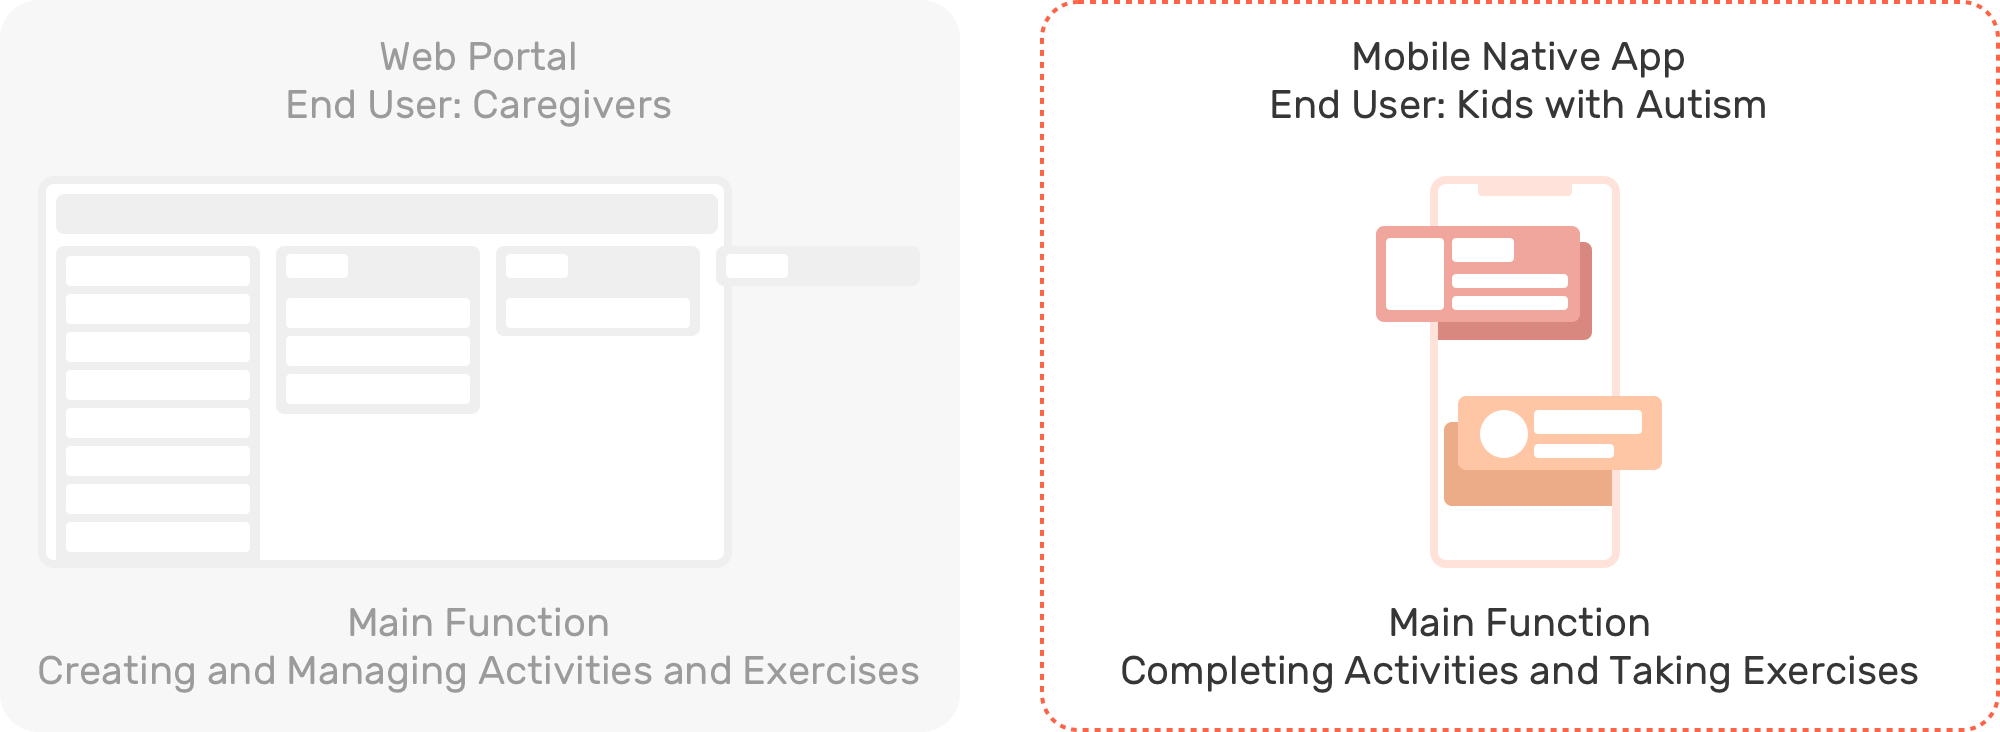 Web Portal
End User: Caregivers
Main Function
Creating and Managing Activities and Exercises
Mobile Native App
End User: Kids with Autism
Main Function
Completing Activities and Taking Exercises